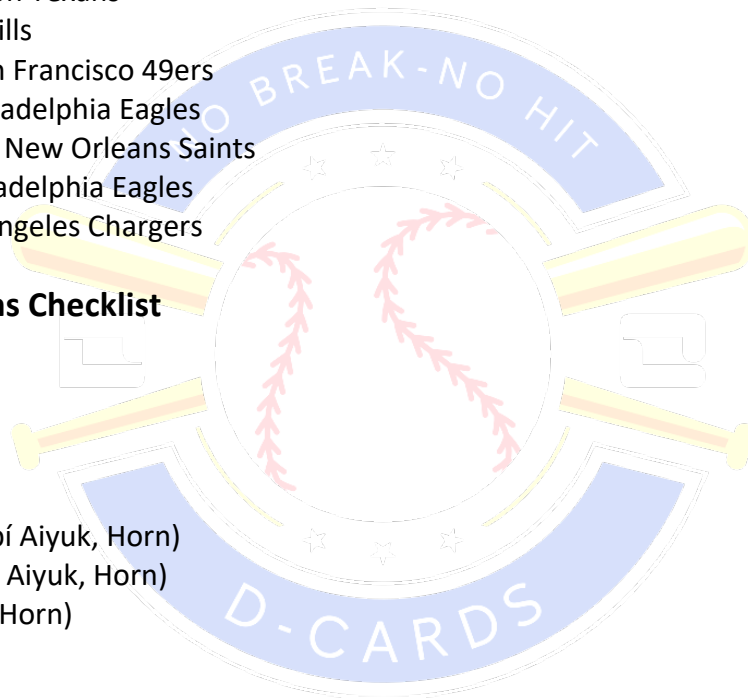 ills
n Francisco 49ers
adelphia Eagles
New Orleans Saints
adelphia Eagles
ngeles Chargers
Checklist
Aiyuk, Horn)
Aiyuk, Horn)
Horn)
NO BREAK-NO HIT
D-CARDS